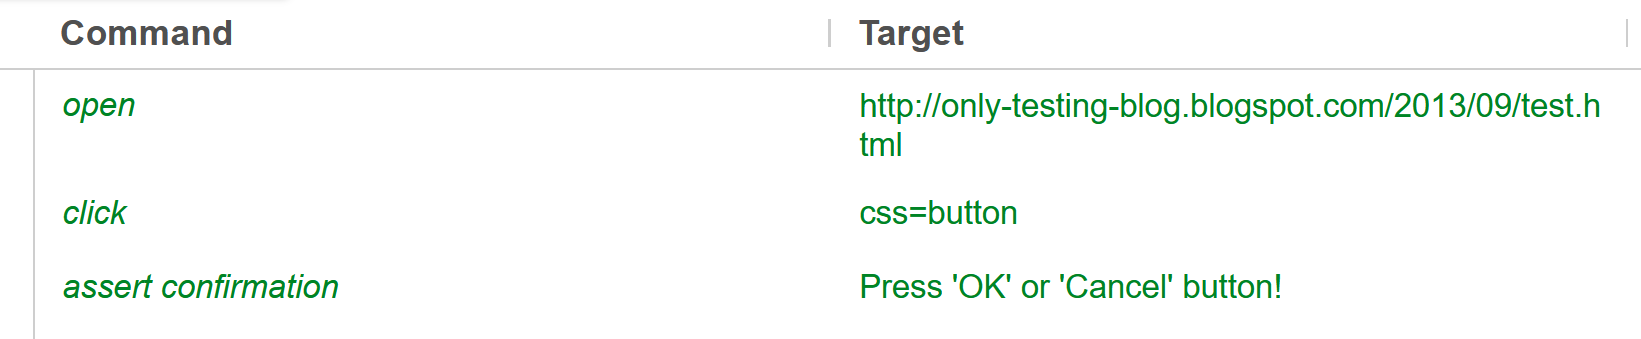 Command Target
open http://only-testing-blog.blogspot.com/2013/09/test.h
tml
click css=button
assert confirmation Press 'OK' or 'Cancel' button!